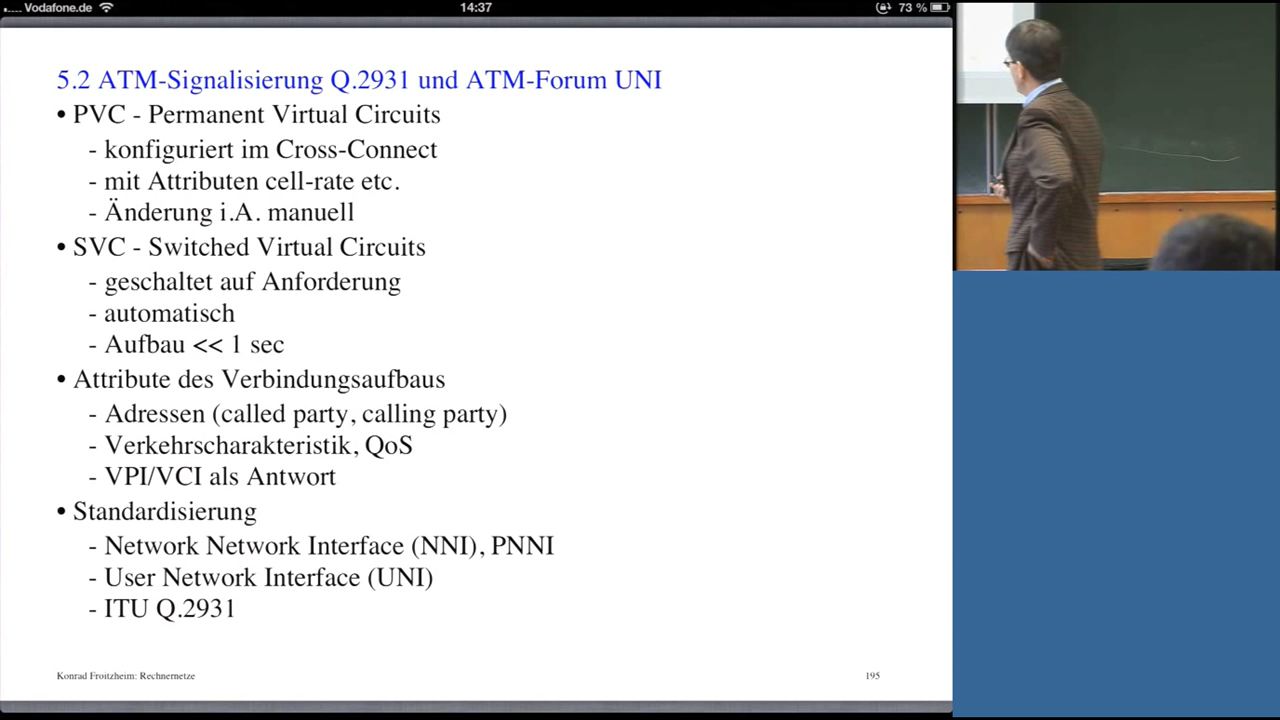 Vodafone.de 14:37 73 %
5.2 ATM-Signalisierung Q.2931 und ATM-Forum UNI
• PVC - Permanent Virtual Circuits
- konfiguriert im Cross-Connect
- mit Attributen cell-rate etc.
- Änderung i.A. manuell
• SVC - Switched Virtual Circuits
- geschaltet auf Anforderung
- automatisch
- Aufbau << 1 sec
• Attribute des Verbindungsaufbaus
- Adressen (called party, calling party)
- Verkehrscharakteristik, QoS
- VPI/VCI als Antwort
• Standardisierung
- Network Network Interface (NNI), PNNI
- User Network Interface (UNI)
- ITU Q.2931
Konrad Froitzheim: Rechnernetze 195